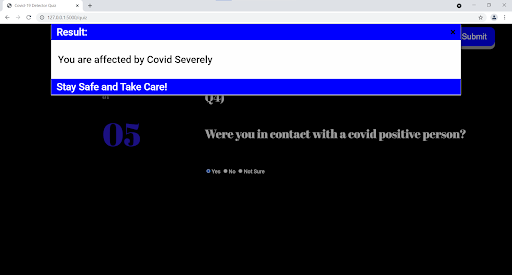 Covid-19 Detector Quiz
127.0.0.1:5000/quiz
Result:
Submit
You are affected by Covid Severely
Stay Safe and Take Care!
Q4)
05
Were you in contact with a covid positive person?
Yes No Not Sure